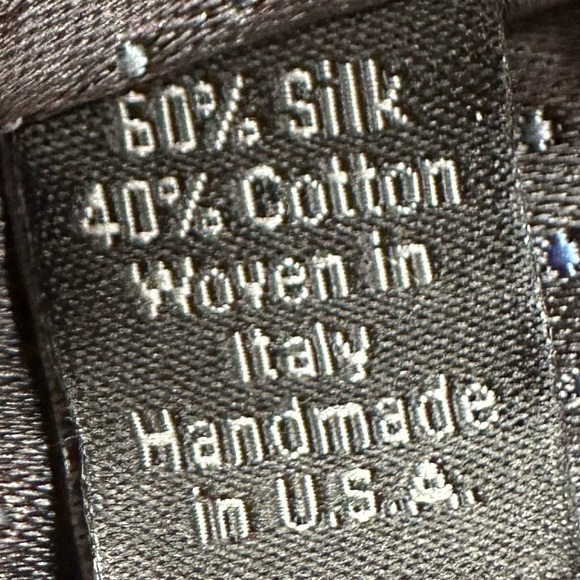 60% Silk
40% Cotton
Woven in
Italy
Handmade
in U.S.A.